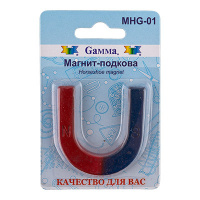 MHG-01
Gamma®
Магнит-подкова
Horseshoe magnet
N S
КАЧЕСТВО ДЛЯ ВАС